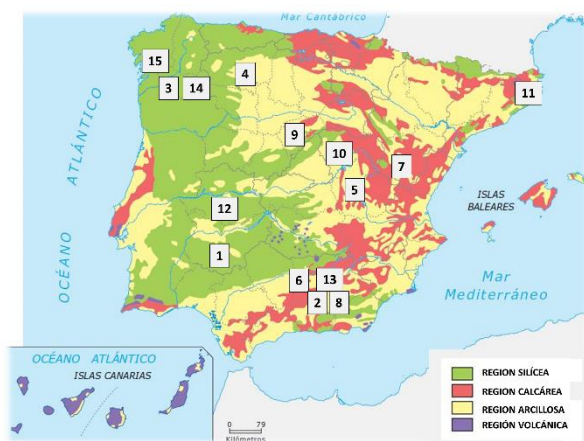 Mar Cantábrico
15
3
14
4
11
9
10
7
5
12
1
6
13
2
8
OCÉANO
ATLÁNTICO
ISLAS
BALEARES
Mar
Mediterráneo
OCÉANO ATLÁNTICO
ISLAS CANARIAS
0 79
Kilómetros
REGION SILÍCEA
REGION CALCÁREA
REGION ARCILLOSA
REGIÓN VOLCÁNICA